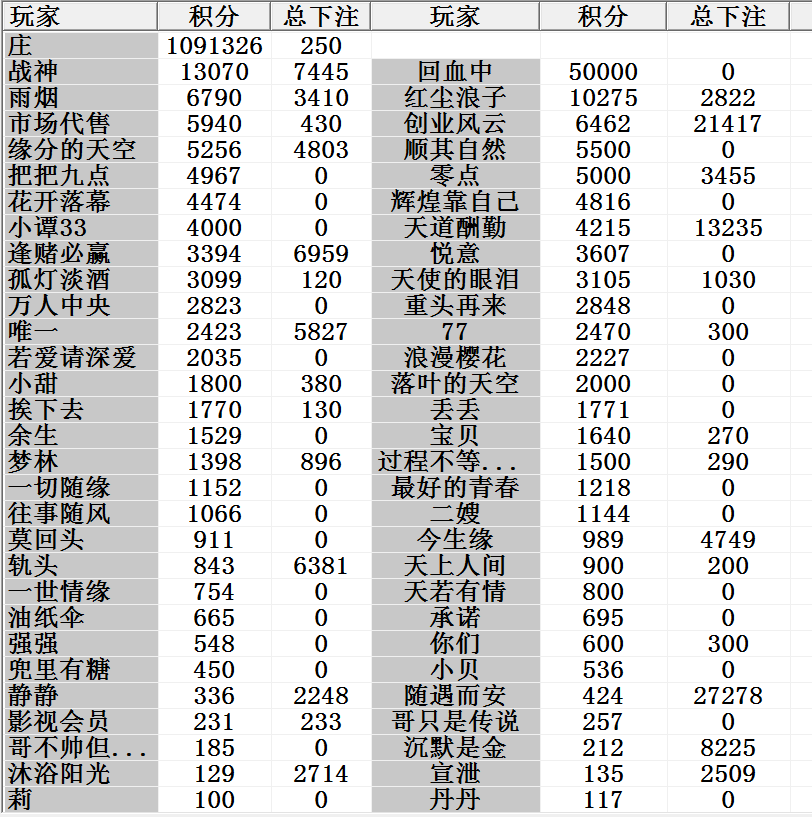 玩家 积分 总下注 玩家 积分 总下注
庄 1091326 250
战神 13070 7445 回血中 50000 0
雨烟 6790 3410 红尘浪子 10275 2822
市场代售 5940 430 创业风云 6462 21417
缘分的天空 5256 4803 顺其自然 5500 0
把把九点 4967 0 零点 5000 3455
花开落幕 4474 0 辉煌靠自己 4816 0
小谭33 4000 0 天道酬勤 4215 13235
逢赌必赢 3394 6959 悦意 3607 0
孤灯淡酒 3099 120 天使的眼泪 3105 1030
万人中央 2823 0 重头再来 2848 0
唯一 2423 5827 77 2470 300
若爱请深爱 2035 0 浪漫樱花 2227 0
小甜 1800 380 落叶的天空 2000 0
挨下去 1770 130 丢丢 1771 0
余生 1529 0 宝贝 1640 270
梦林 1398 896 过程不等... 1500 290
一切随缘 1152 0 最好的青春 1218 0
往事随风 1066 0 二嫂 1144 0
莫回头 911 0 今生缘 989 4749
轨头 843 6381 天上人间 900 200
一世情缘 754 0 天若有情 800 0
油纸伞 665 0 承诺 695 0
强强 548 0 你们 600 300
兜里有糖 450 0 小贝 536 0
静静 336 2248 随遇而安 424 27278
影视会员 231 233 哥只是传说 257 0
哥不帅但... 185 0 沉默是金 212 8225
沐浴阳光 129 2714 宣泄 135 2509
莉 100 0 丹丹 117 0